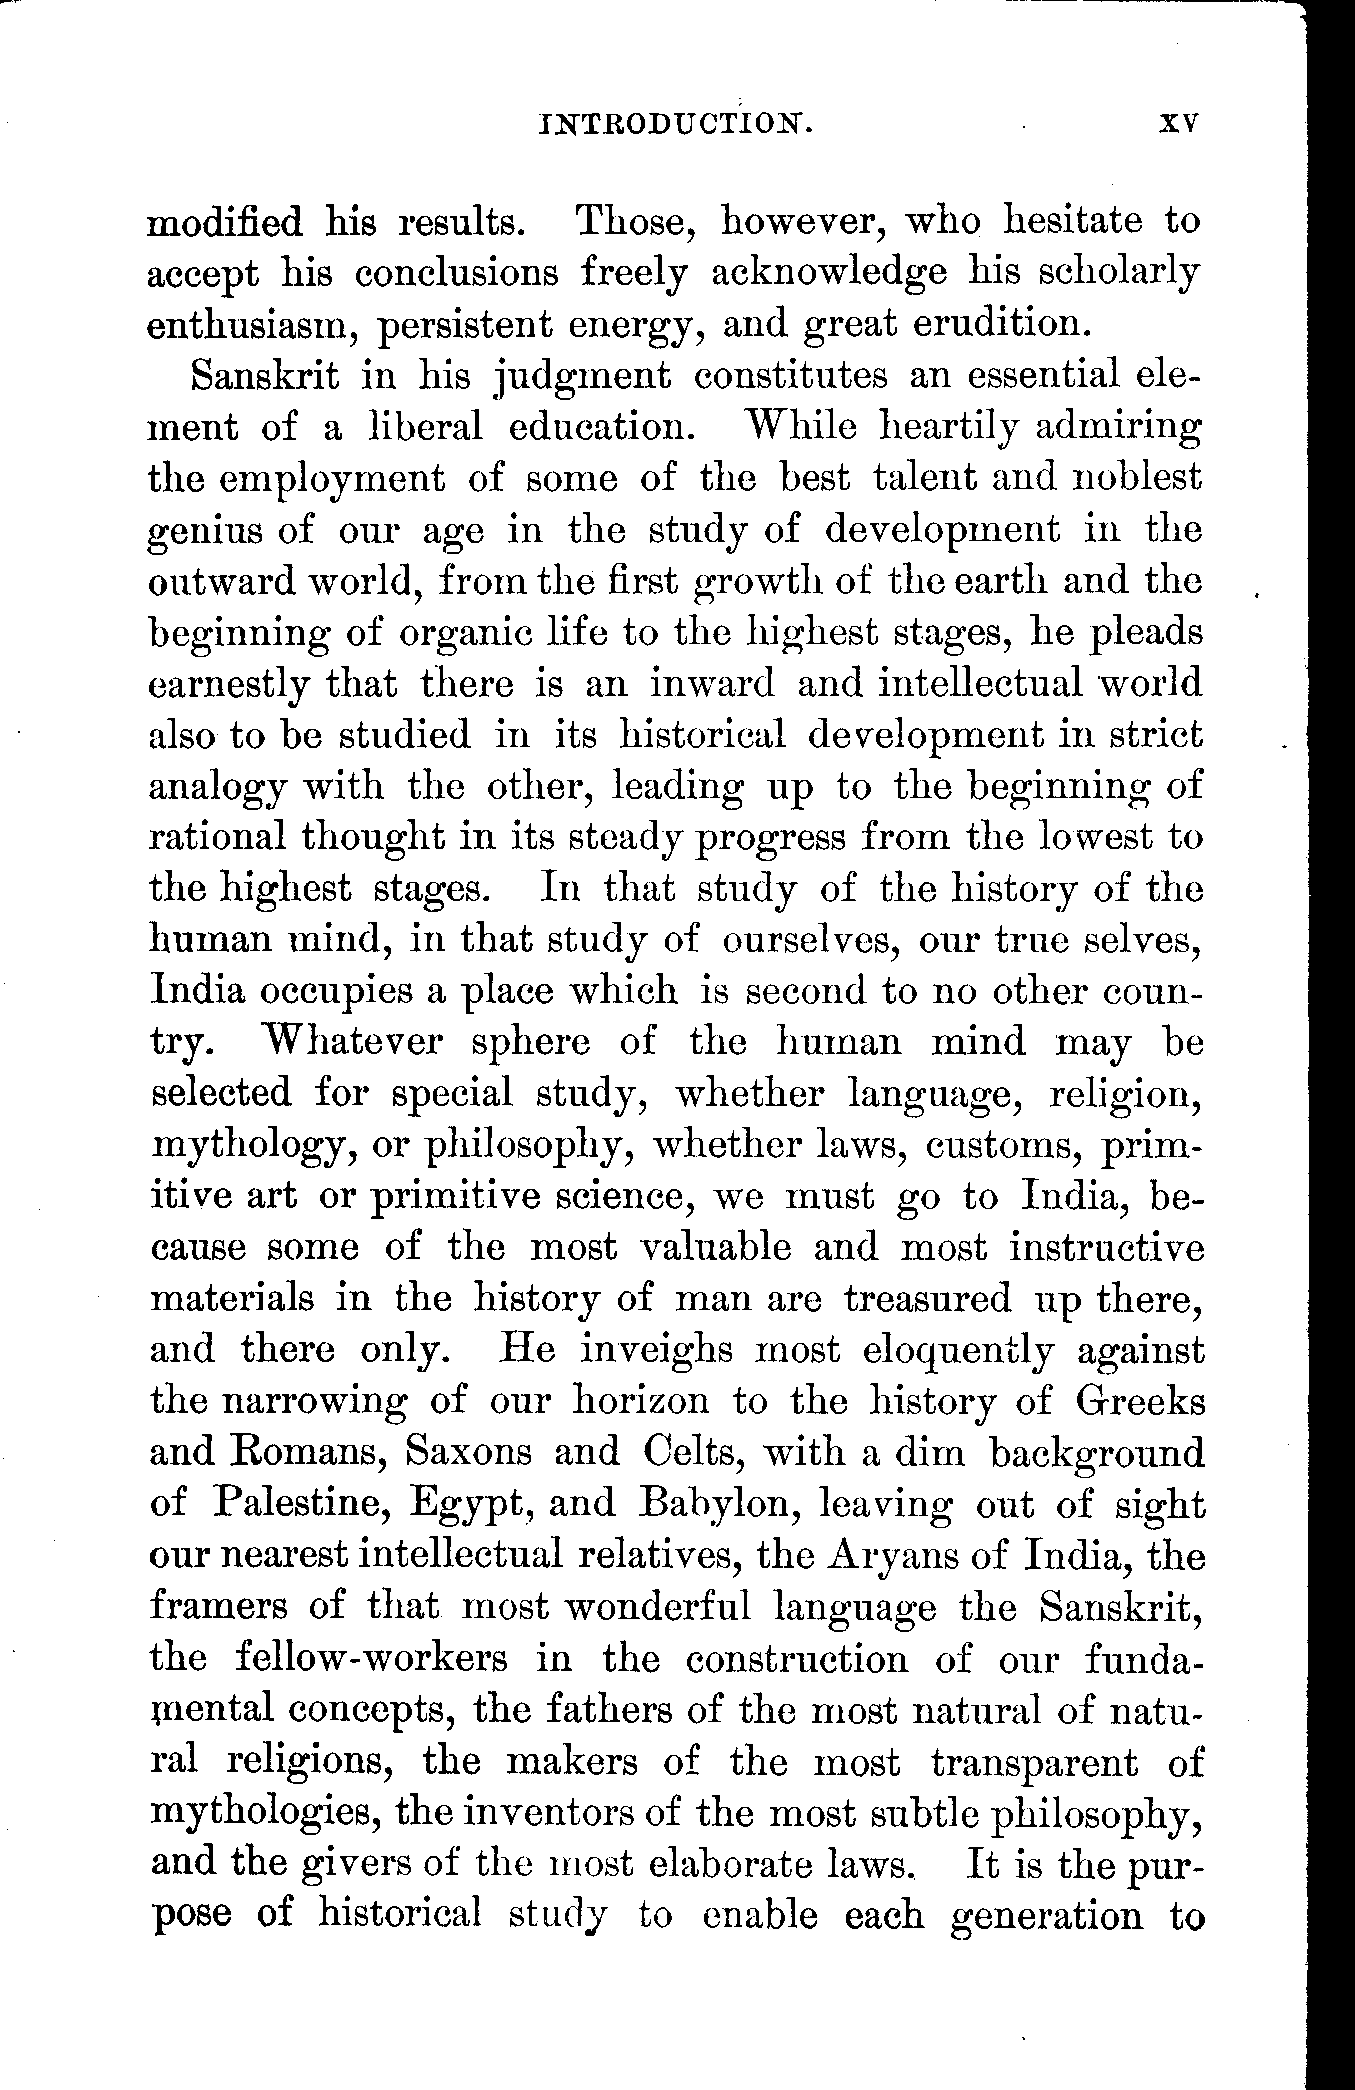 INTRODUCTION. XV
modified his results. Those, however, who hesitate to
accept his conclusions freely acknowledge his scholarly
enthusiasm, persistent energy, and great erudition.
Sanskrit in his judgment constitutes an essential ele-
ment of a liberal education. While heartily admiring
the employment of some of the best talent and noblest
genius of our age in the study of development in the
outward world, from the first growth of the earth and the
beginning of organic life to the highest stages, he pleads
earnestly that there is an inward and intellectual world
also to be studied in its historical development in strict
analogy with the other, leading up to the beginning of
rational thought in its steady progress from the lowest to
the highest stages. In that study of the history of the
human mind, in that study of ourselves, our true selves,
India occupies a place which is second to no other coun-
try. Whatever sphere of the human mind may be
selected for special study, whether language, religion,
mythology, or philosophy, whether laws, customs, prim-
itive art or primitive science, we must go to India, be-
cause some of the most valuable and most instructive
materials in the history of man are treasured up there,
and there only. He inveighs most eloquently against
the narrowing of our horizon to the history of Greeks
and Romans, Saxons and Celts, with a dim background
of Palestine, Egypt, and Babylon, leaving out of sight
our nearest intellectual relatives, the Aryans of India, the
framers of that most wonderful language the Sanskrit,
the fellow-workers in the construction of our funda-
mental concepts, the fathers of the most natural of natu-
ral religions, the makers of the most transparent of
mythologies, the inventors of the most subtle philosophy,
and the givers of the most elaborate laws. It is the pur-
pose of historical study to enable each generation to